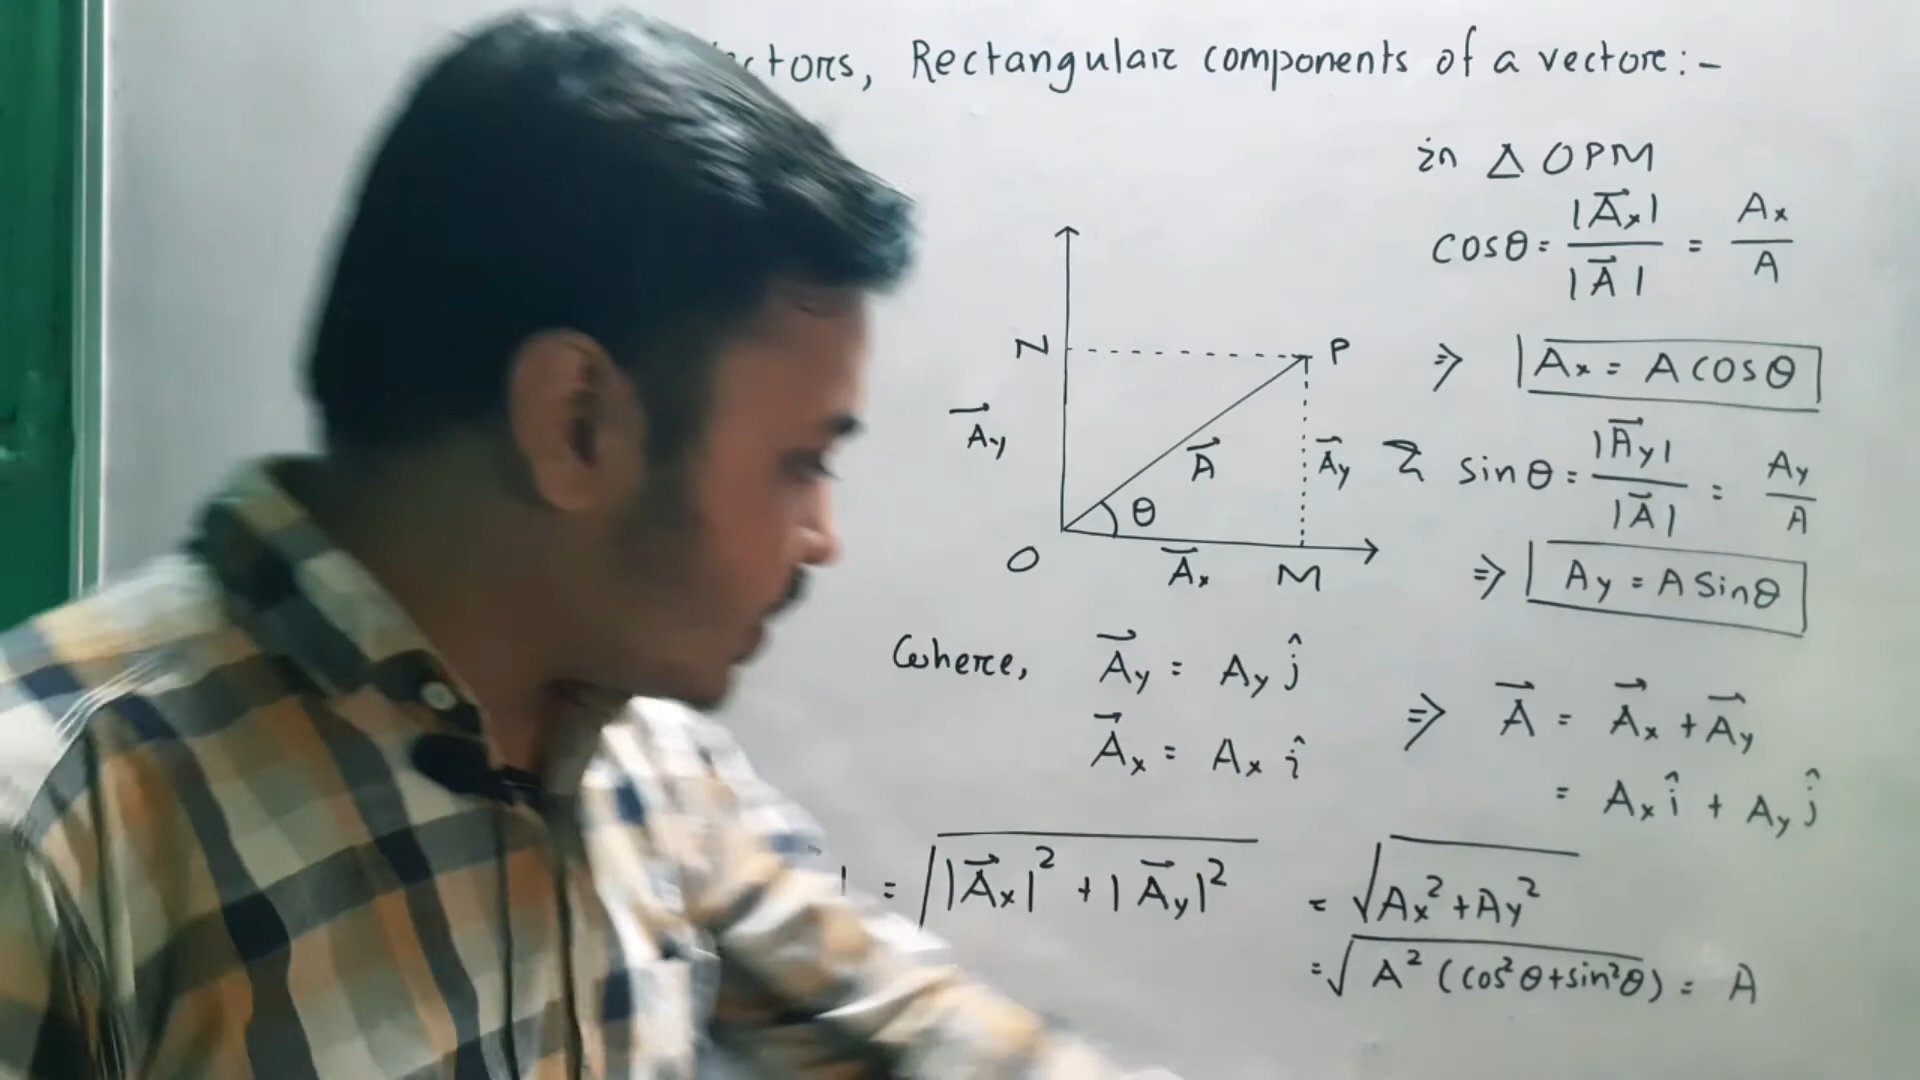 ctors, Rectangular components of a vector:-
in △ OPM
cosθ = |A⃗x| / |A⃗| = Ax / A
⇒ Ax = A cosθ
N
P
A⃗y
A⃗
A⃗y
θ
O
A⃗x
M
& sinθ = |A⃗y| / |A⃗| = Ay / A
⇒ Ay = A Sinθ
Where, A⃗y = Ay ĵ
A⃗x = Ax î
⇒ A⃗ = A⃗x + A⃗y
= Ax î + Ay ĵ
| = √|A⃗x|² + |A⃗y|² = √Ax² + Ay²
= √A² (cos²θ + sin²θ) = A